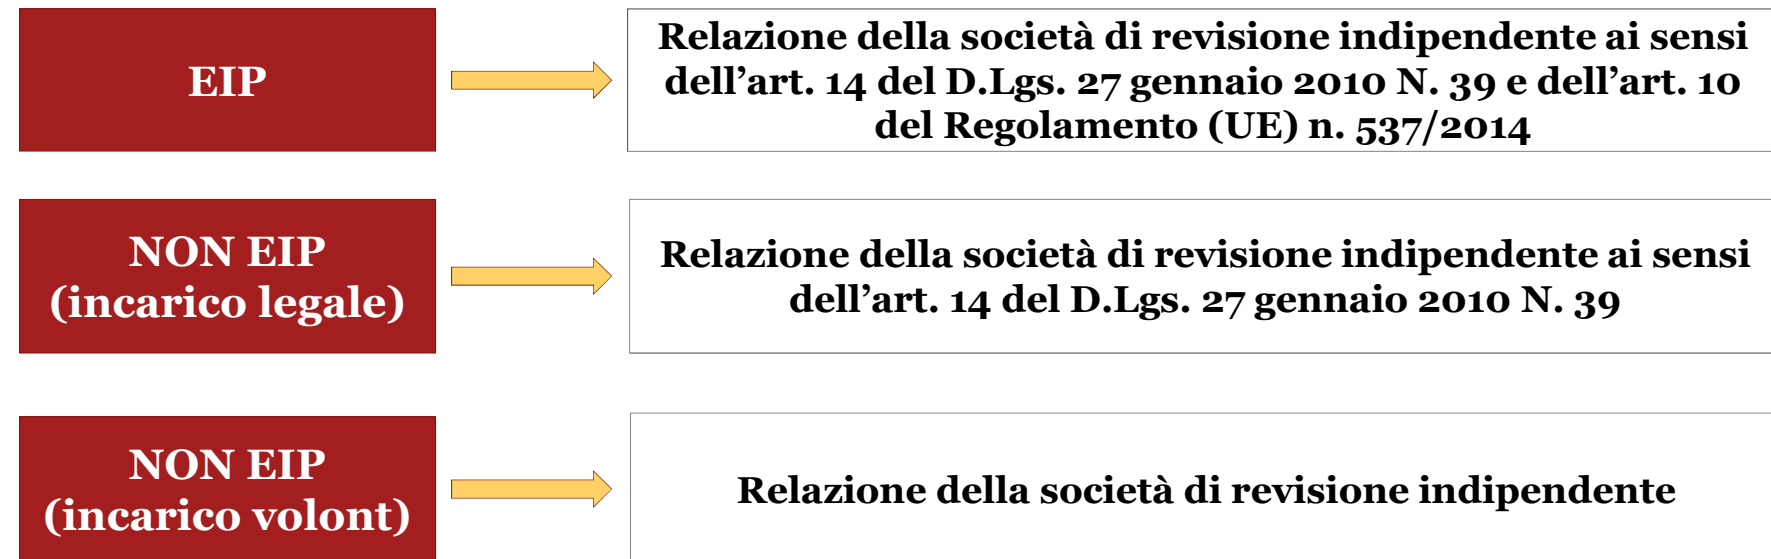 EIP
Relazione della società di revisione indipendente ai sensi
dell’art. 14 del D.Lgs. 27 gennaio 2010 N. 39 e dell’art. 10
del Regolamento (UE) n. 537/2014
NON EIP
(incarico legale)
Relazione della società di revisione indipendente ai sensi
dell’art. 14 del D.Lgs. 27 gennaio 2010 N. 39
NON EIP
(incarico volont)
Relazione della società di revisione indipendente